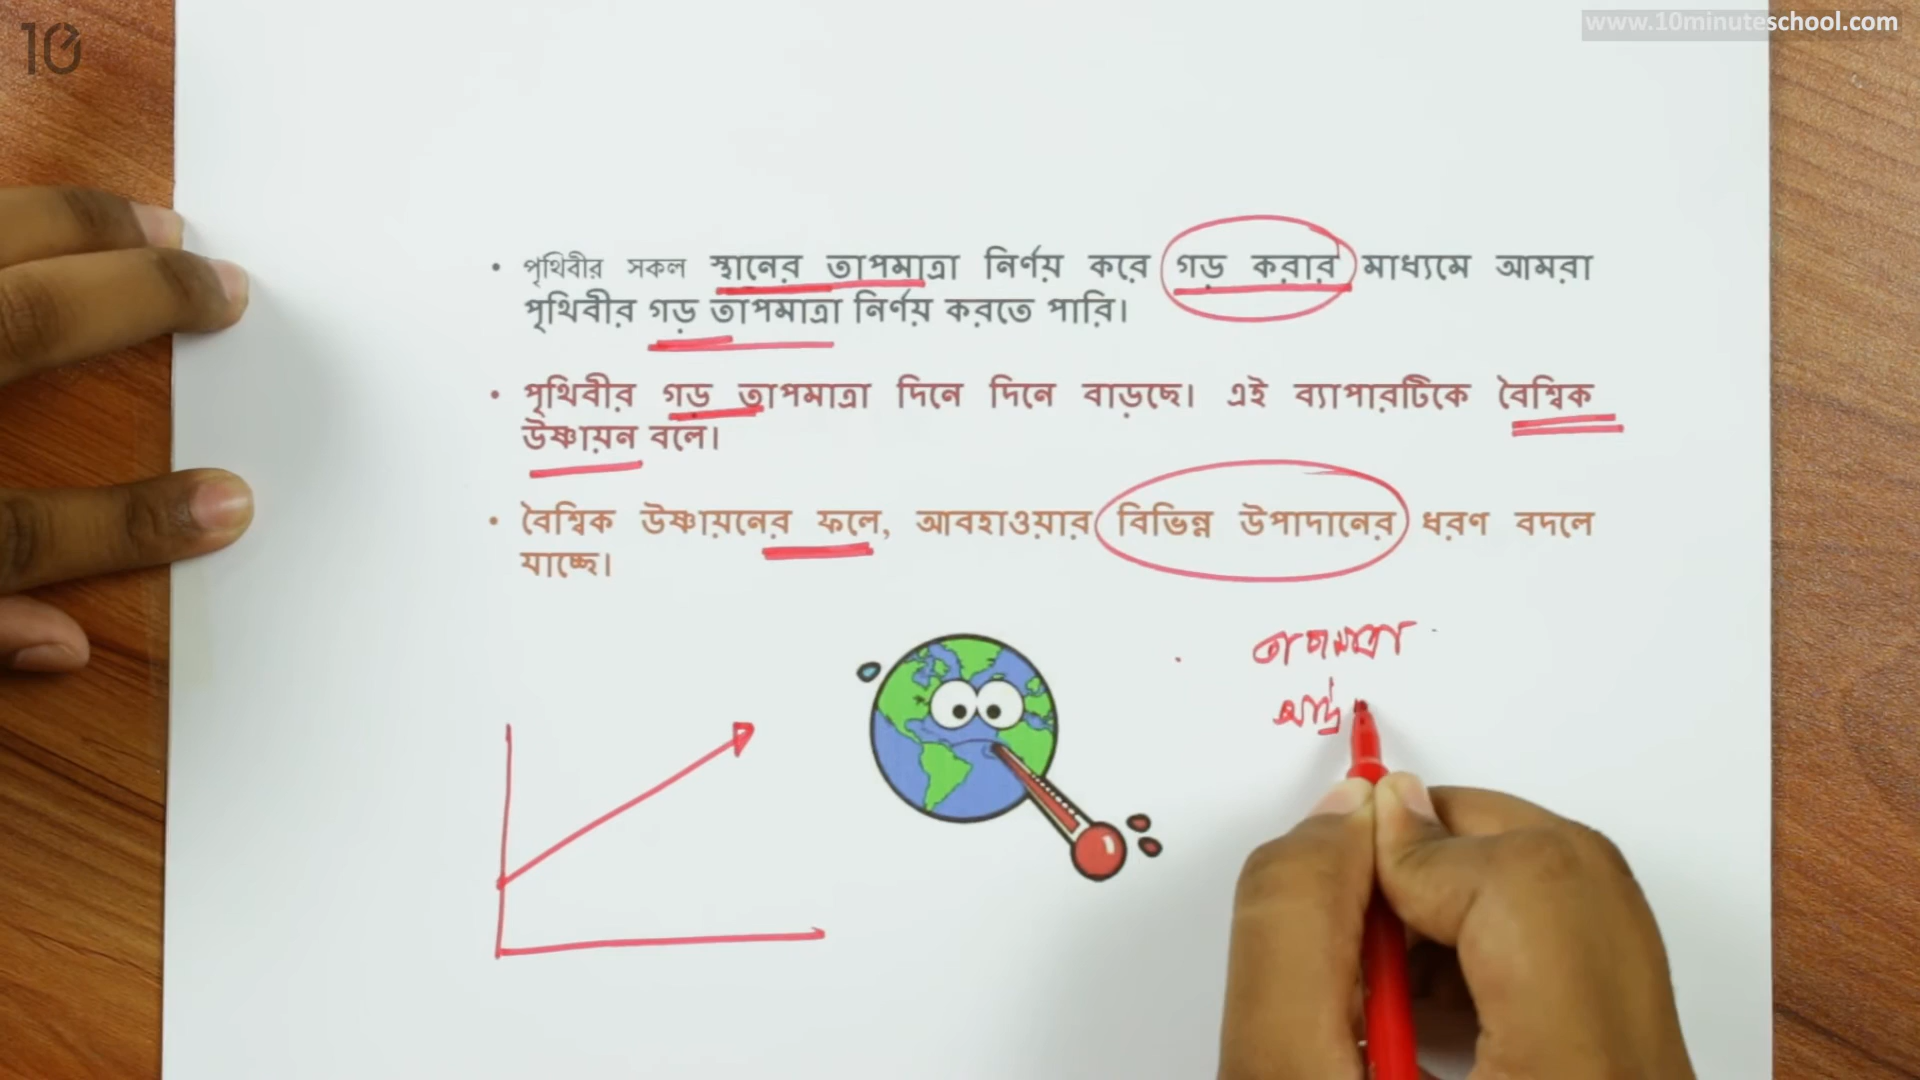 10
www.10minuteschool.com
• পৃথিবীর সকল স্থানের তাপমাত্রা নির্ণয় করে গড় করার মাধ্যমে আমরা
পৃথিবীর গড় তাপমাত্রা নির্ণয় করতে পারি।
• পৃথিবীর গড় তাপমাত্রা দিনে দিনে বাড়ছে। এই ব্যাপারটিকে বৈশ্বিক
উষ্ণায়ন বলে।
• বৈশ্বিক উষ্ণায়নের ফলে, আবহাওয়ার বিভিন্ন উপাদানের ধরণ বদলে
যাচ্ছে।
তাপমাত্রা